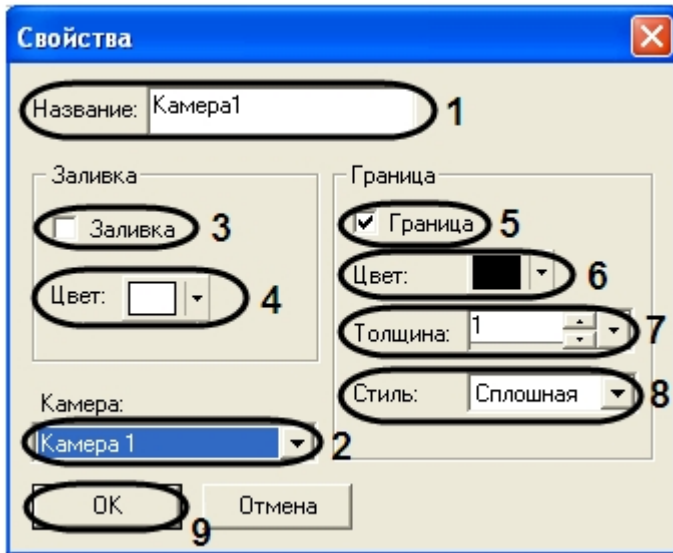 Свойства
Название: Камера1 1
Заливка
Заливка 3
Цвет: 4
Граница
Граница 5
Цвет: 6
Толщина: 1 7
Стиль: Сплошная 8
Камера:
Камера 1 2
OK 9
Отмена